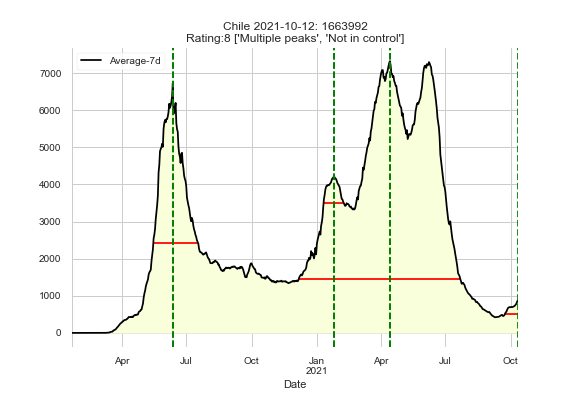 Chile 2021-10-12: 1663992
Rating:8 ['Multiple peaks', 'Not in control']
Average-7d
7000
6000
5000
4000
3000
2000
1000
0
Apr
Jul
Oct
Jan
2021
Apr
Jul
Oct
Date